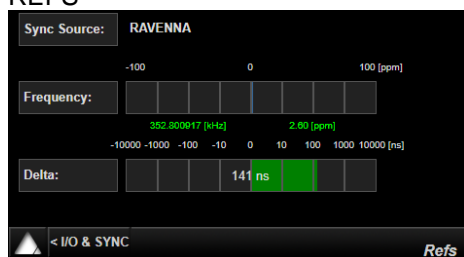 REFS
Sync Source: RAVENNA
-100 0 100 [ppm]
Frequency:
352.800917 [kHz] 2.60 [ppm]
-10000 -1000 -100 -10 0 10 100 1000 10000 [ns]
Delta: 141 ns
< I/O & SYNC Refs